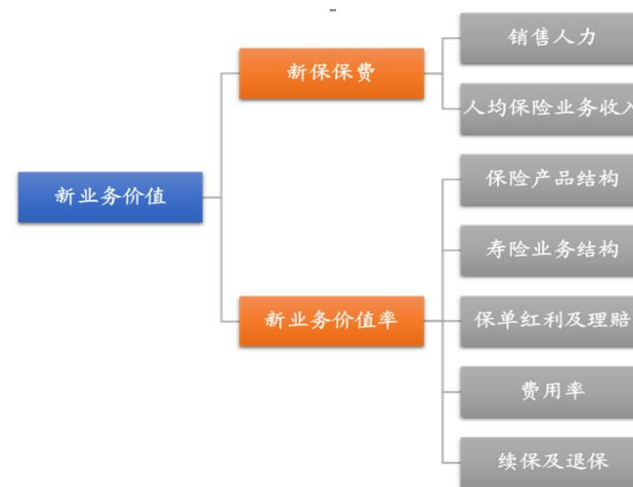 销售人力
新保保费
人均保险业务收入
保险产品结构
新业务价值
寿险业务结构
新业务价值率
保单红利及理赔
费用率
续保及退保